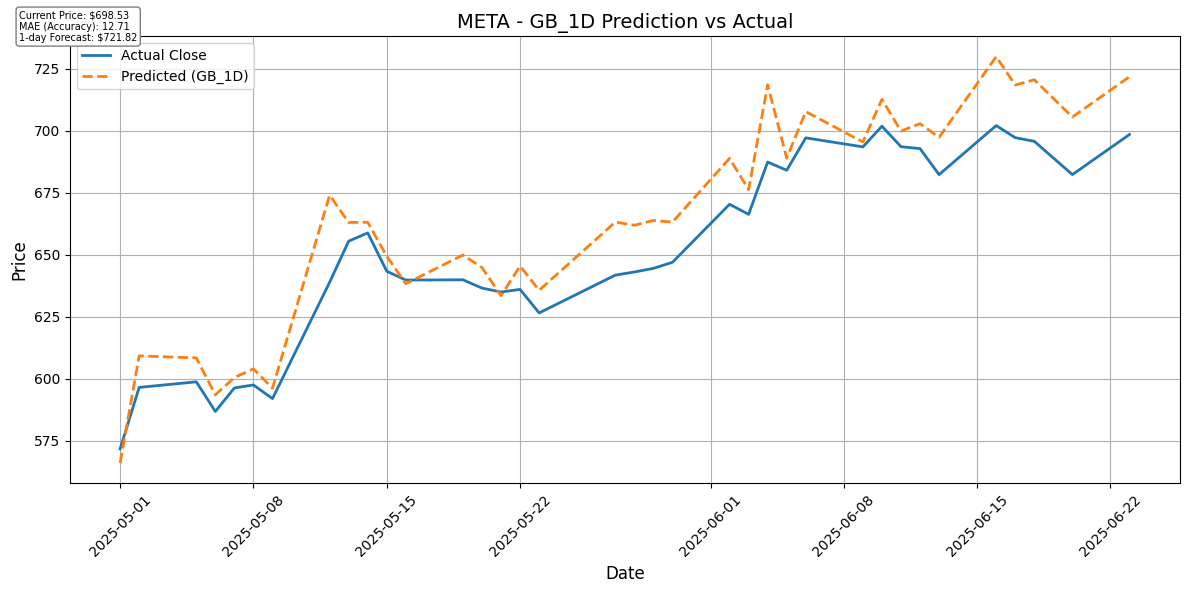 META - GB_1D Prediction vs Actual
Current Price: $698.53
MAE (Accuracy): 12.71
1-day Forecast: $721.82
Actual Close
Predicted (GB_1D)
Price
725
700
675
650
625
600
575
2025-05-01
2025-05-08
2025-05-15
2025-05-22
2025-06-01
2025-06-08
2025-06-15
2025-06-22
Date